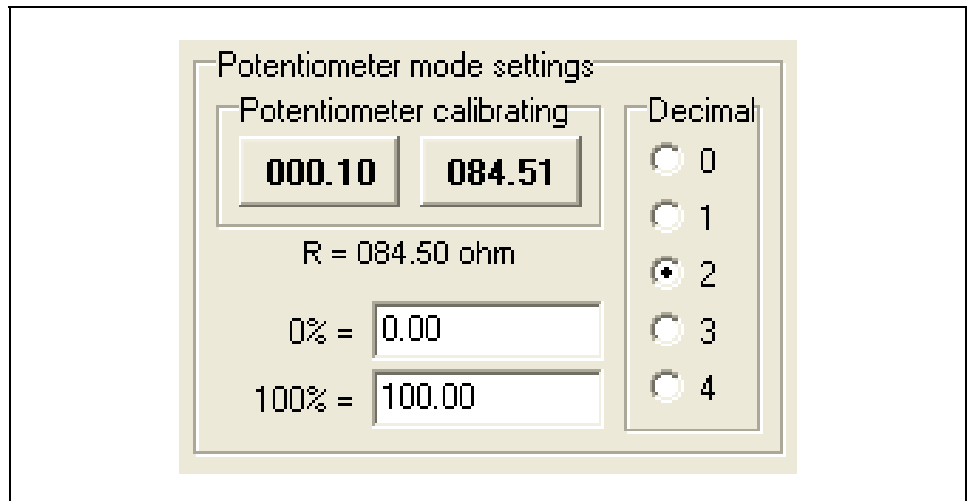 Potentiometer mode settings
Potentiometer calibrating
000.10 084.51
R = 084.50 ohm
0% = 0.00
100% = 100.00
Decimal
0
1
2
3
4